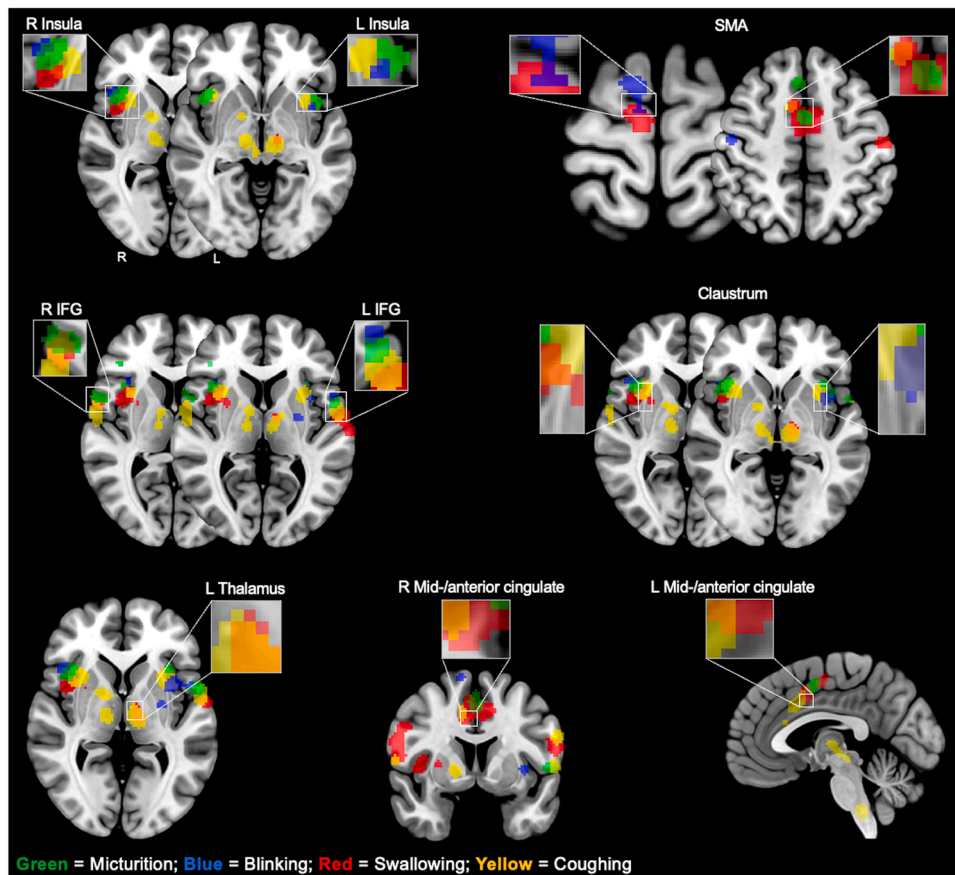 R Insula
L Insula
SMA
R
L
R IFG
L IFG
Claustrum
L Thalamus
R Mid-/anterior cingulate
L Mid-/anterior cingulate
Green = Micturition; Blue = Blinking; Red = Swallowing; Yellow = Coughing